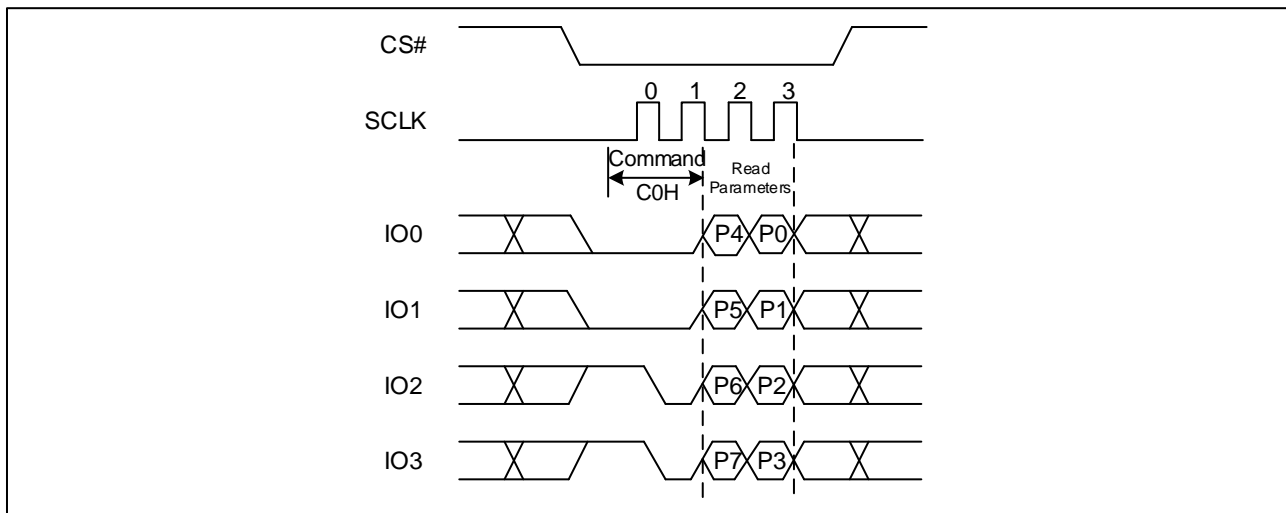 CS#
0 1 2 3
SCLK
Command
C0H
Read
Parameters
IO0
P4 P0
IO1
P5 P1
IO2
P6 P2
IO3
P7 P3